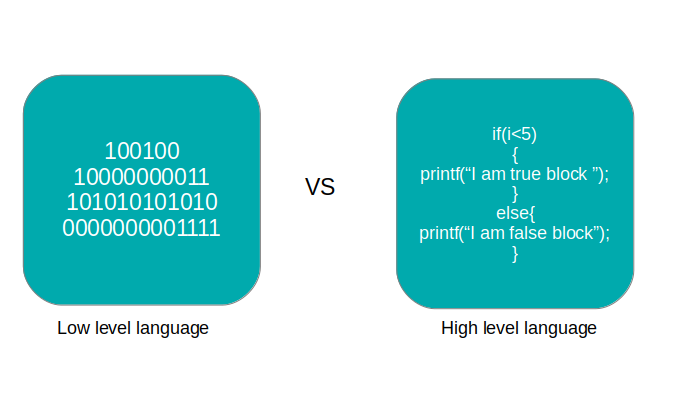 100100
10000000011
101010101010
0000000001111
Low level language
VS
if(i<5)
{
printf(“I am true block ”);
}
else{
printf(“I am false block”);
}
High level language